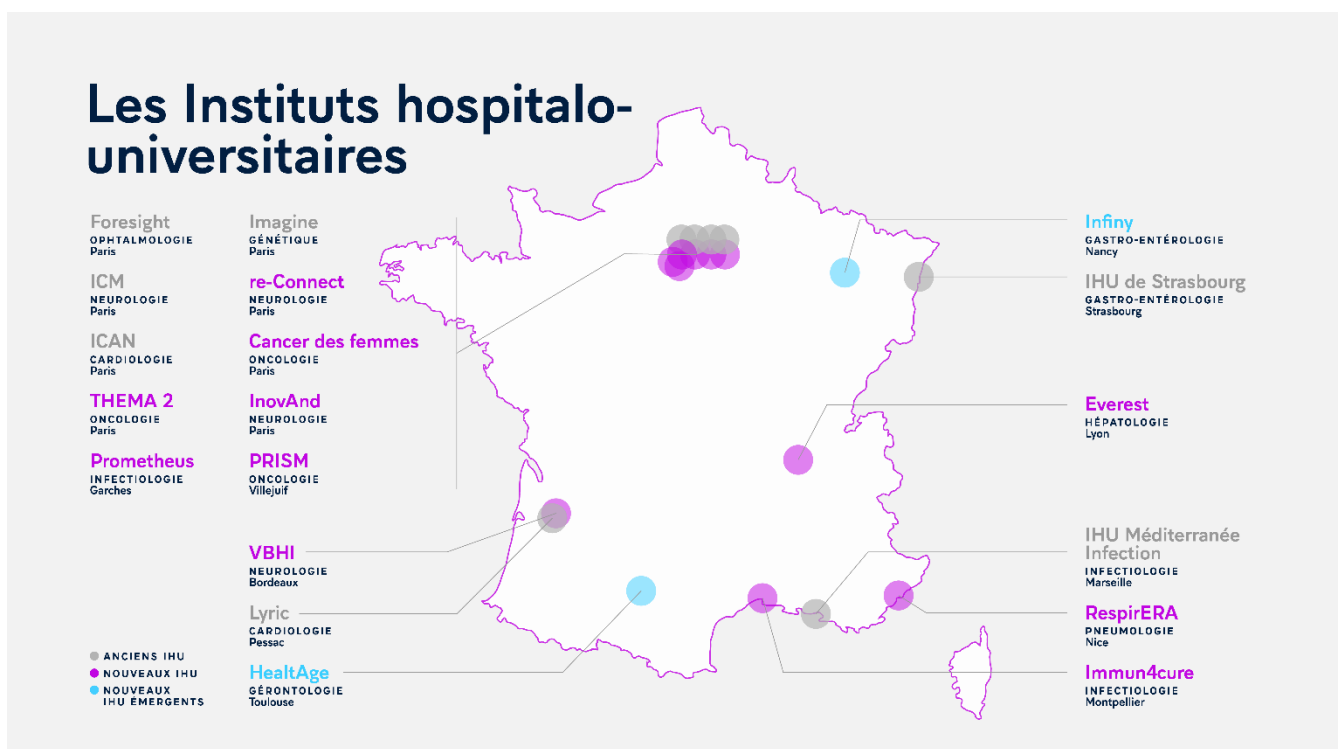 Les Instituts hospitalo-
universitaires
Foresight
OPHTALMOLOGIE
Paris
ICM
NEUROLOGIE
Paris
ICAN
CARDIOLOGIE
Paris
THEMA 2
ONCOLOGIE
Paris
Prometheus
INFECTIOLOGIE
Garches
Imagine
GÉNÉTIQUE
Paris
re-Connect
NEUROLOGIE
Paris
Cancer des femmes
ONCOLOGIE
Paris
InovAnd
NEUROLOGIE
Paris
PRISM
ONCOLOGIE
Villejuif
VBHI
NEUROLOGIE
Bordeaux
Lyric
CARDIOLOGIE
Pessac
HealtAge
GÉRONTOLOGIE
Toulouse
ANCIENS IHU
NOUVEAUX IHU
NOUVEAUX
IHU ÉMERGENTS
Infiny
GASTRO-ENTÉROLOGIE
Nancy
IHU de Strasbourg
GASTRO-ENTÉROLOGIE
Strasbourg
Everest
HÉPATOLOGIE
Lyon
IHU Méditerranée
Infection
INFECTIOLOGIE
Marseille
RespirERA
PNEUMOLOGIE
Nice
Immun4cure
INFECTIOLOGIE
Montpellier